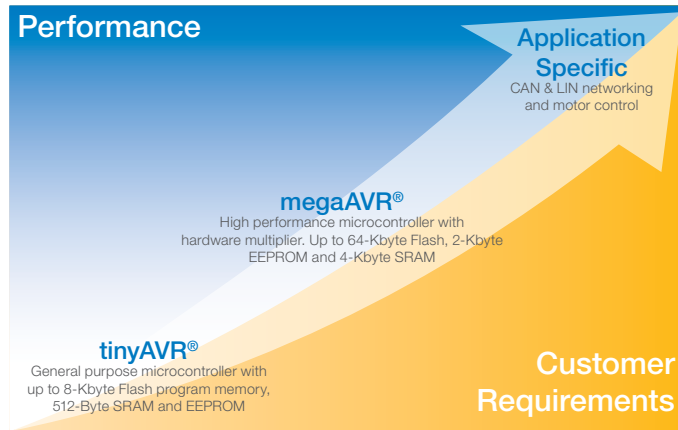 Performance
Application
Specific
CAN & LIN networking
and motor control
megaAVR®
High performance microcontroller with
hardware multiplier. Up to 64-Kbyte Flash, 2-Kbyte
EEPROM and 4-Kbyte SRAM
tinyAVR®
General purpose microcontroller with
up to 8-Kbyte Flash program memory,
512-Byte SRAM and EEPROM
Customer
Requirements